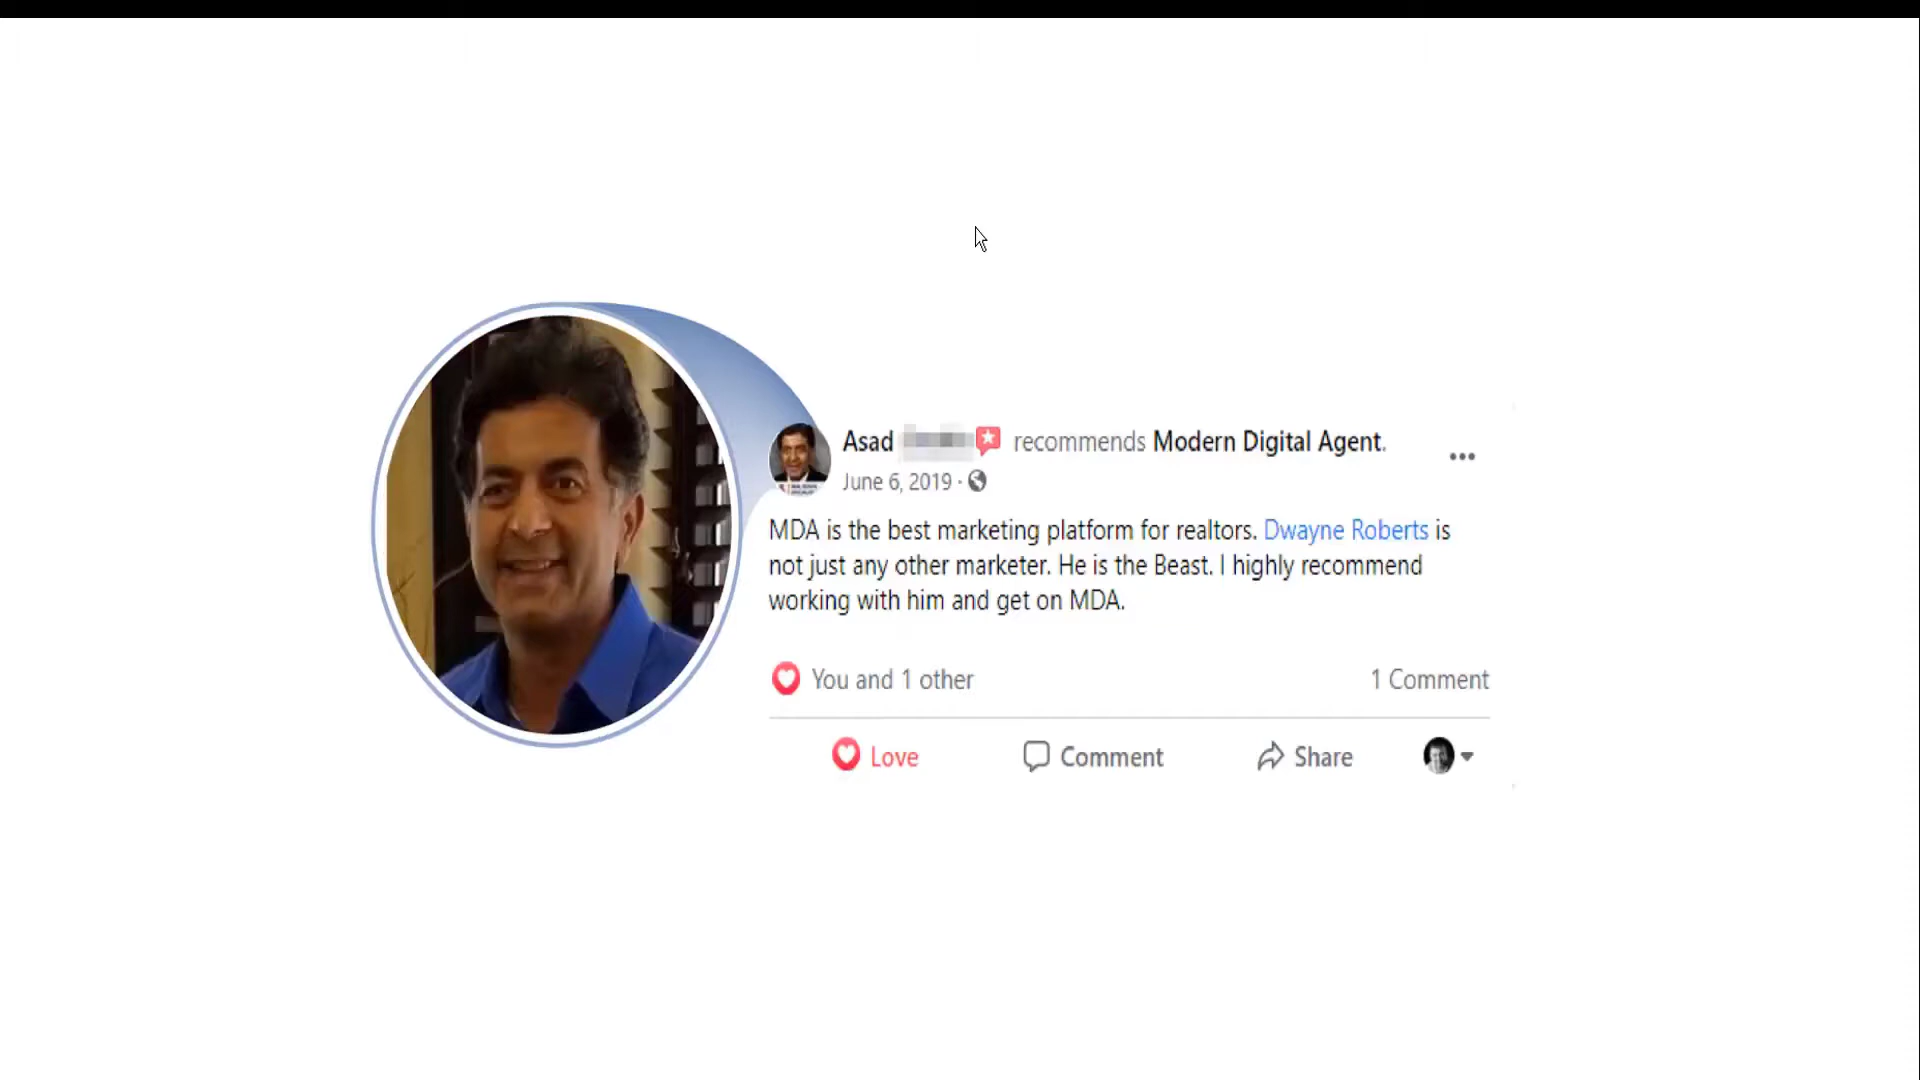 Asad recommends Modern Digital Agent.
June 6, 2019 ·
MDA is the best marketing platform for realtors. Dwayne Roberts is
not just any other marketer. He is the Beast. I highly recommend
working with him and get on MDA.
You and 1 other 1 Comment
Love Comment Share